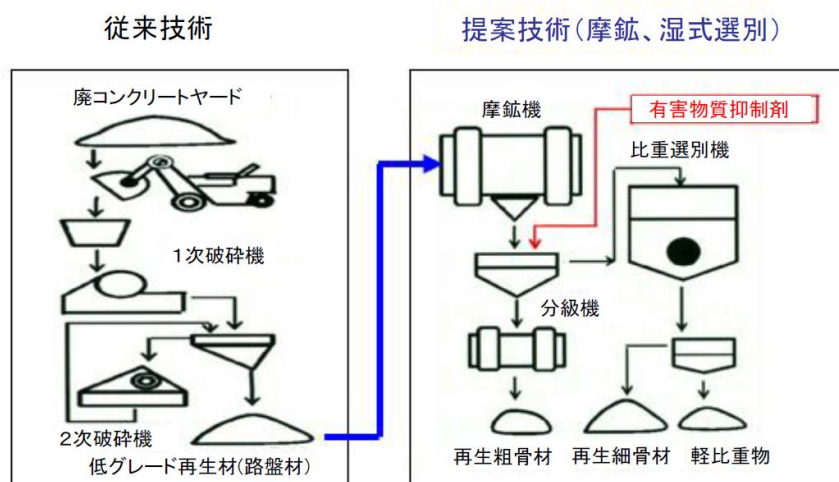 従来技術
提案技術(摩鉱、湿式選別)
廃コンクリートヤード
1次破砕機
2次破砕機
低グレード再生材(路盤材)
摩鉱機
有害物質抑制剤
比重選別機
分級機
再生粗骨材
再生細骨材
軽比重物